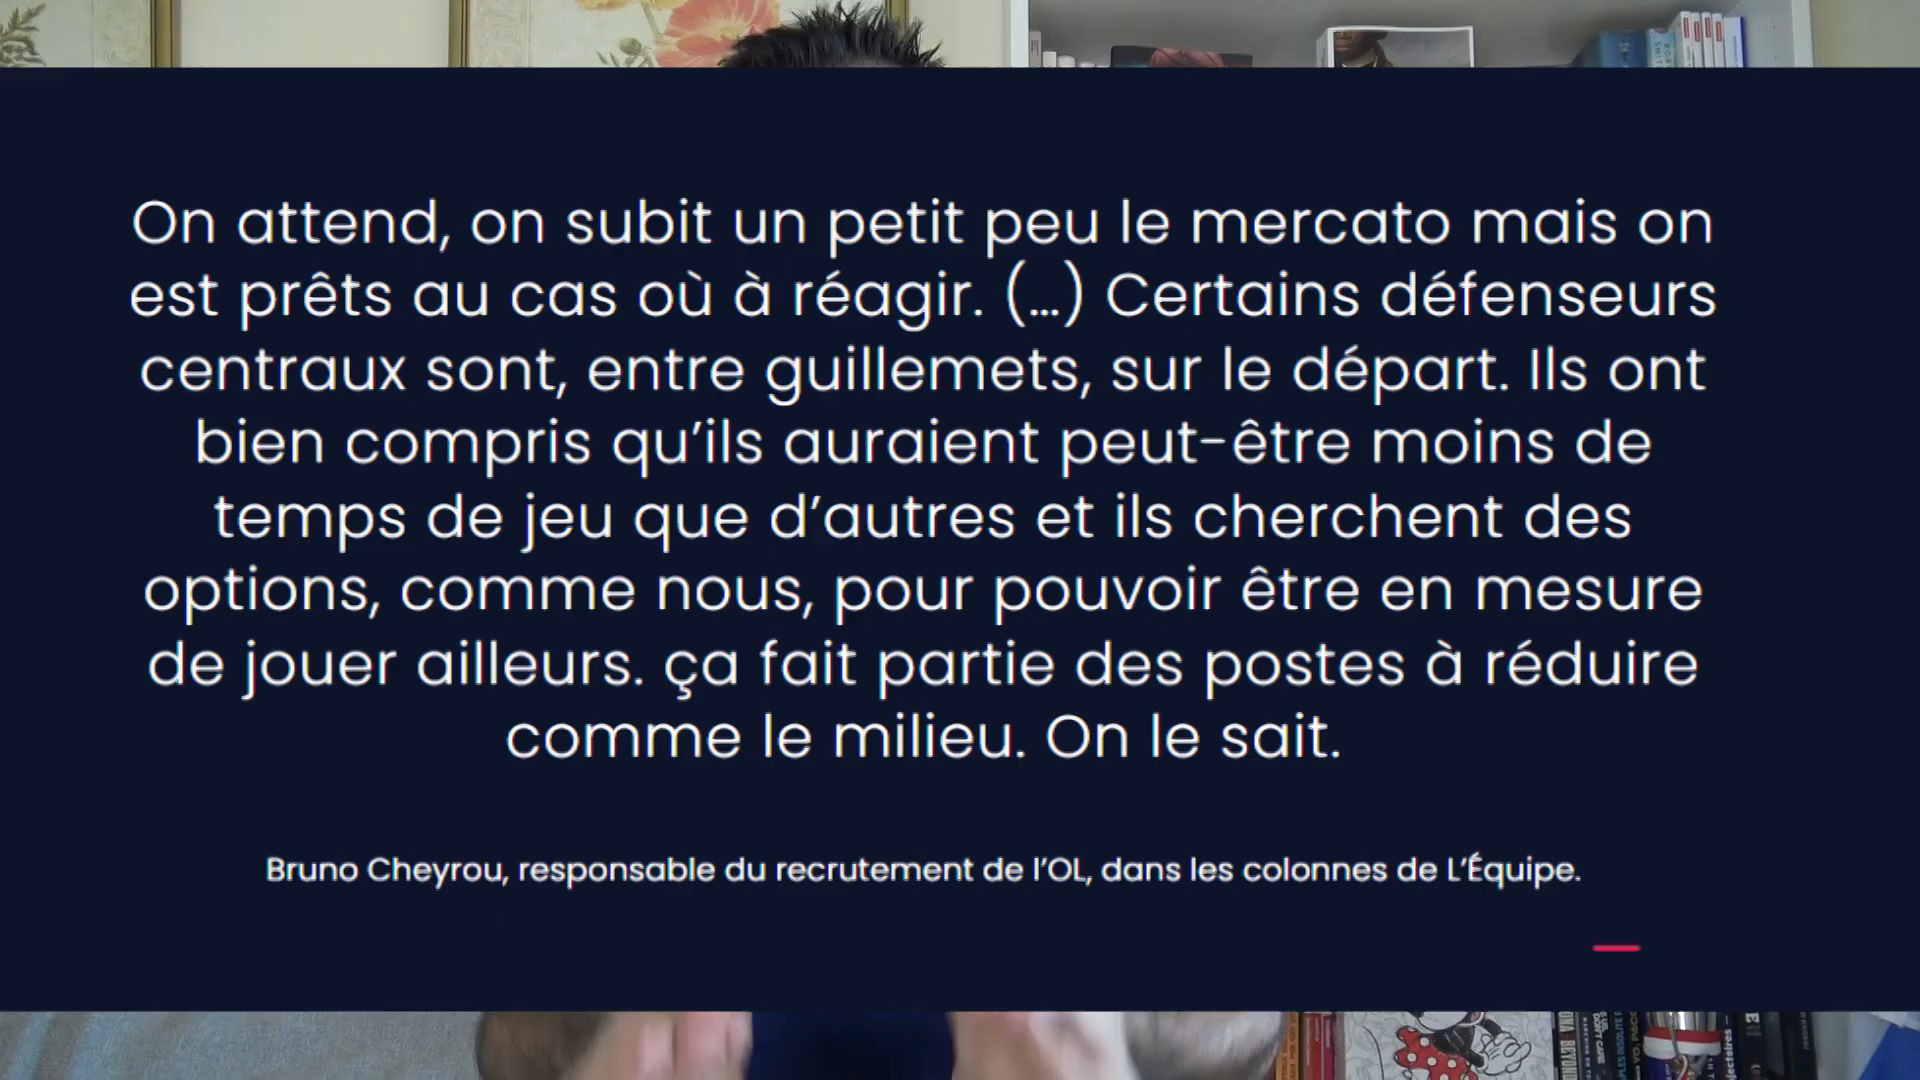 On attend, on subit un petit peu le mercato mais on
est prêts au cas où à réagir. (...) Certains défenseurs
centraux sont, entre guillemets, sur le départ. Ils ont
bien compris qu’ils auraient peut-être moins de
temps de jeu que d’autres et ils cherchent des
options, comme nous, pour pouvoir être en mesure
de jouer ailleurs. ça fait partie des postes à réduire
comme le milieu. On le sait.
Bruno Cheyrou, responsable du recrutement de l’OL, dans les colonnes de L’Équipe.